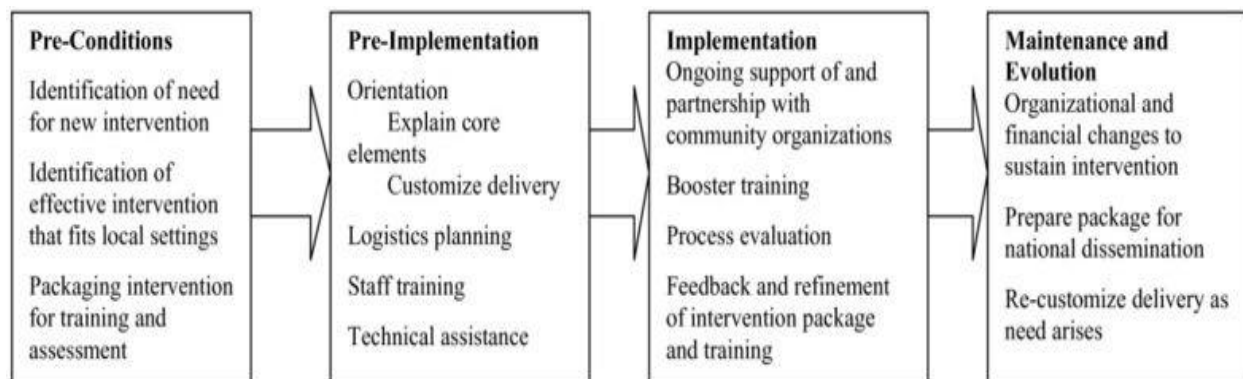 Pre-Conditions
Identification of need
for new intervention
Identification of
effective intervention
that fits local settings
Packaging intervention
for training and
assessment
Pre-Implementation
Orientation
Explain core
elements
Customize delivery
Logistics planning
Staff training
Technical assistance
Implementation
Ongoing support of and
partnership with
community organizations
Booster training
Process evaluation
Feedback and refinement
of intervention package
and training
Maintenance and
Evolution
Organizational and
financial changes to
sustain intervention
Prepare package for
national dissemination
Re-customize delivery as
need arises